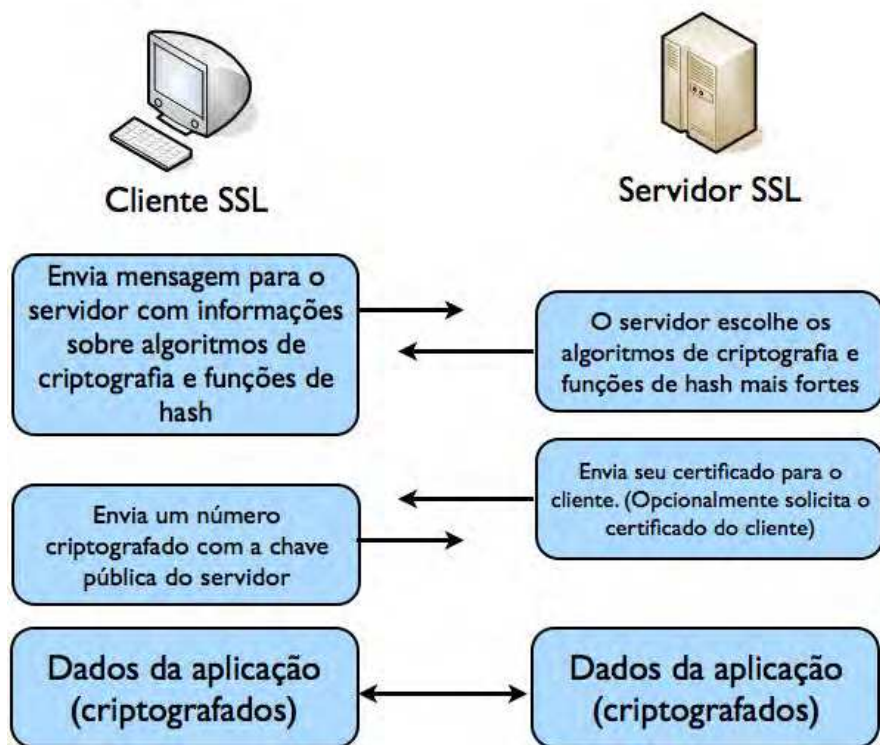 Cliente SSL
Servidor SSL
Envia mensagem para o
servidor com informações
sobre algoritmos de
criptografia e funções de
hash
O servidor escolhe os
algoritmos de criptografia e
funções de hash mais fortes
Envia seu certificado para o
cliente. (Opcionalmente solicita o
certificado do cliente)
Envia um número
criptografado com a chave
pública do servidor
Dados da aplicação
(criptografados)
Dados da aplicação
(criptografados)